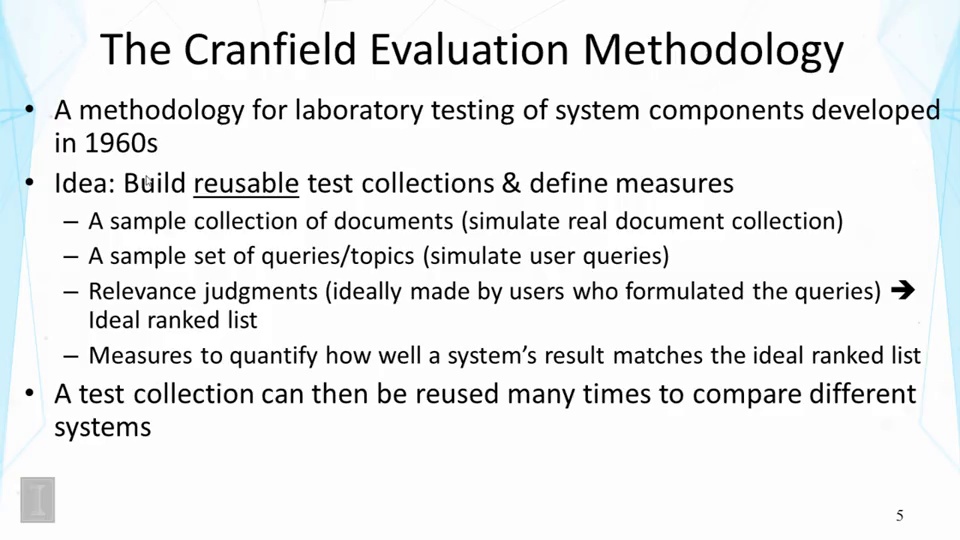 The Cranfield Evaluation Methodology
• A methodology for laboratory testing of system components developed
in 1960s
• Idea: Build reusable test collections & define measures
– A sample collection of documents (simulate real document collection)
– A sample set of queries/topics (simulate user queries)
– Relevance judgments (ideally made by users who formulated the queries) ➔
Ideal ranked list
– Measures to quantify how well a system’s result matches the ideal ranked list
• A test collection can then be reused many times to compare different
systems
I
5